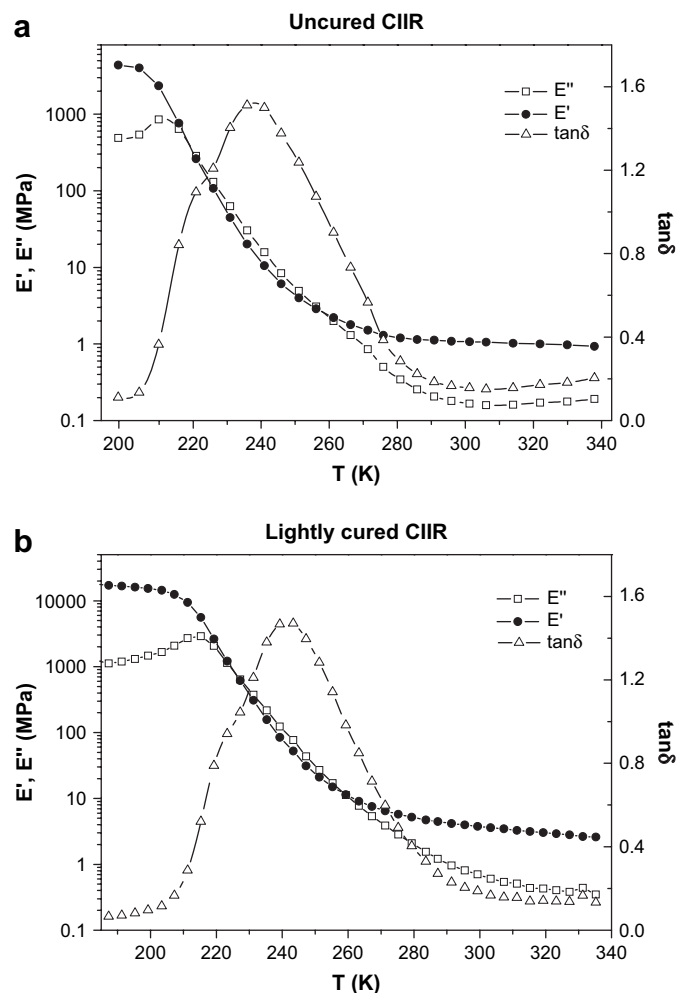 a
Uncured CIIR
E', E" (MPa)
1000
100
10
1
0.1
E"
E'
tanδ
1.6
1.2
0.8
0.4
0.0
tanδ
200 220 240 260 280 300 320 340
T (K)
b
Lightly cured CIIR
E', E" (MPa)
10000
1000
100
10
1
0.1
E"
E'
tanδ
1.6
1.2
0.8
0.4
0.0
tanδ
200 220 240 260 280 300 320 340
T (K)